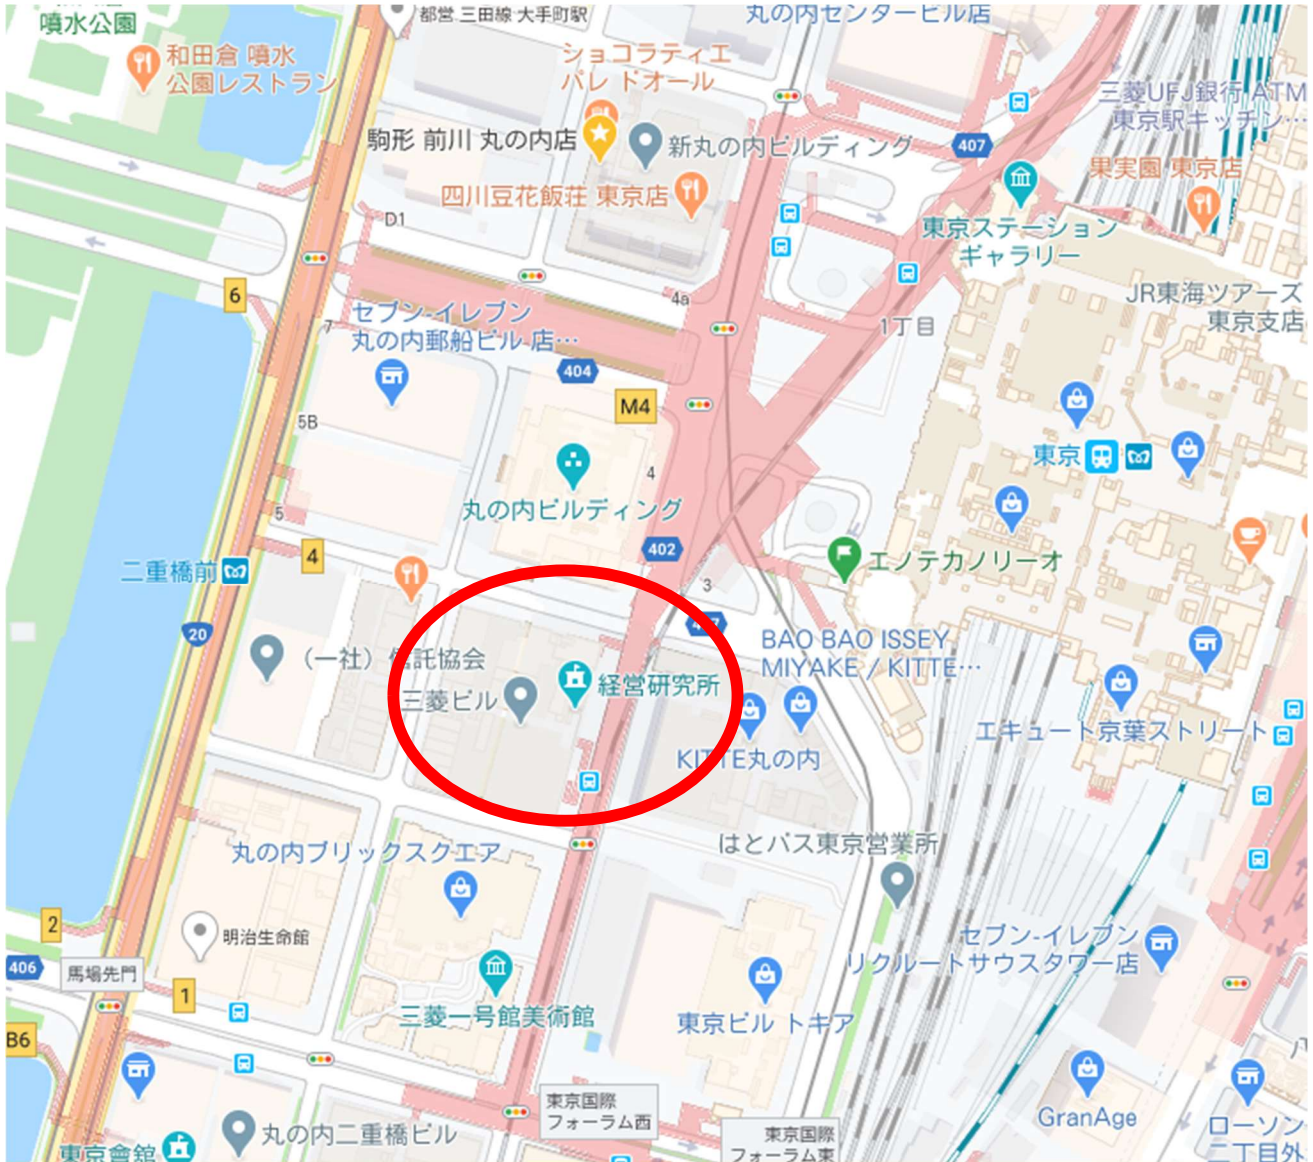 噴水公園
都営 三田線 大手町駅
丸の内センタービル店
和田倉 噴水
公園レストラン
ショコラティエ
パレ ド オール
三菱UFJ銀行 ATM
東京駅キッチン…
駒形 前川 丸の内店
新丸の内ビルディング
407
果実園 東京店
四川豆花飯荘 東京店
D1
東京ステーション
ギャラリー
6
4a
JR東海ツアーズ
東京支店
セブン-イレブン
丸の内郵船ビル 店…
7
1丁目
404
M4
5B
東京
4
丸の内ビルディング
5
402
4
二重橋前
エノテカノリーオ
3
20
BAO BAO ISSEY
MIYAKE / KITTE…
(一社)信託協会
三菱ビル
経営研究所
エキュート京葉ストリート
KITTE丸の内
丸の内ブリックスクエア
はとバス東京営業所
2
明治生命館
セブン-イレブン
リクルートサウスタワー店
406
馬場先門
1
三菱一号館美術館
東京ビル トキア
B6
東京国際
フォーラム西
GranAge
丸の内二重橋ビル
東京国際
フォーラム東
東京會館
ローソン
二丁目外